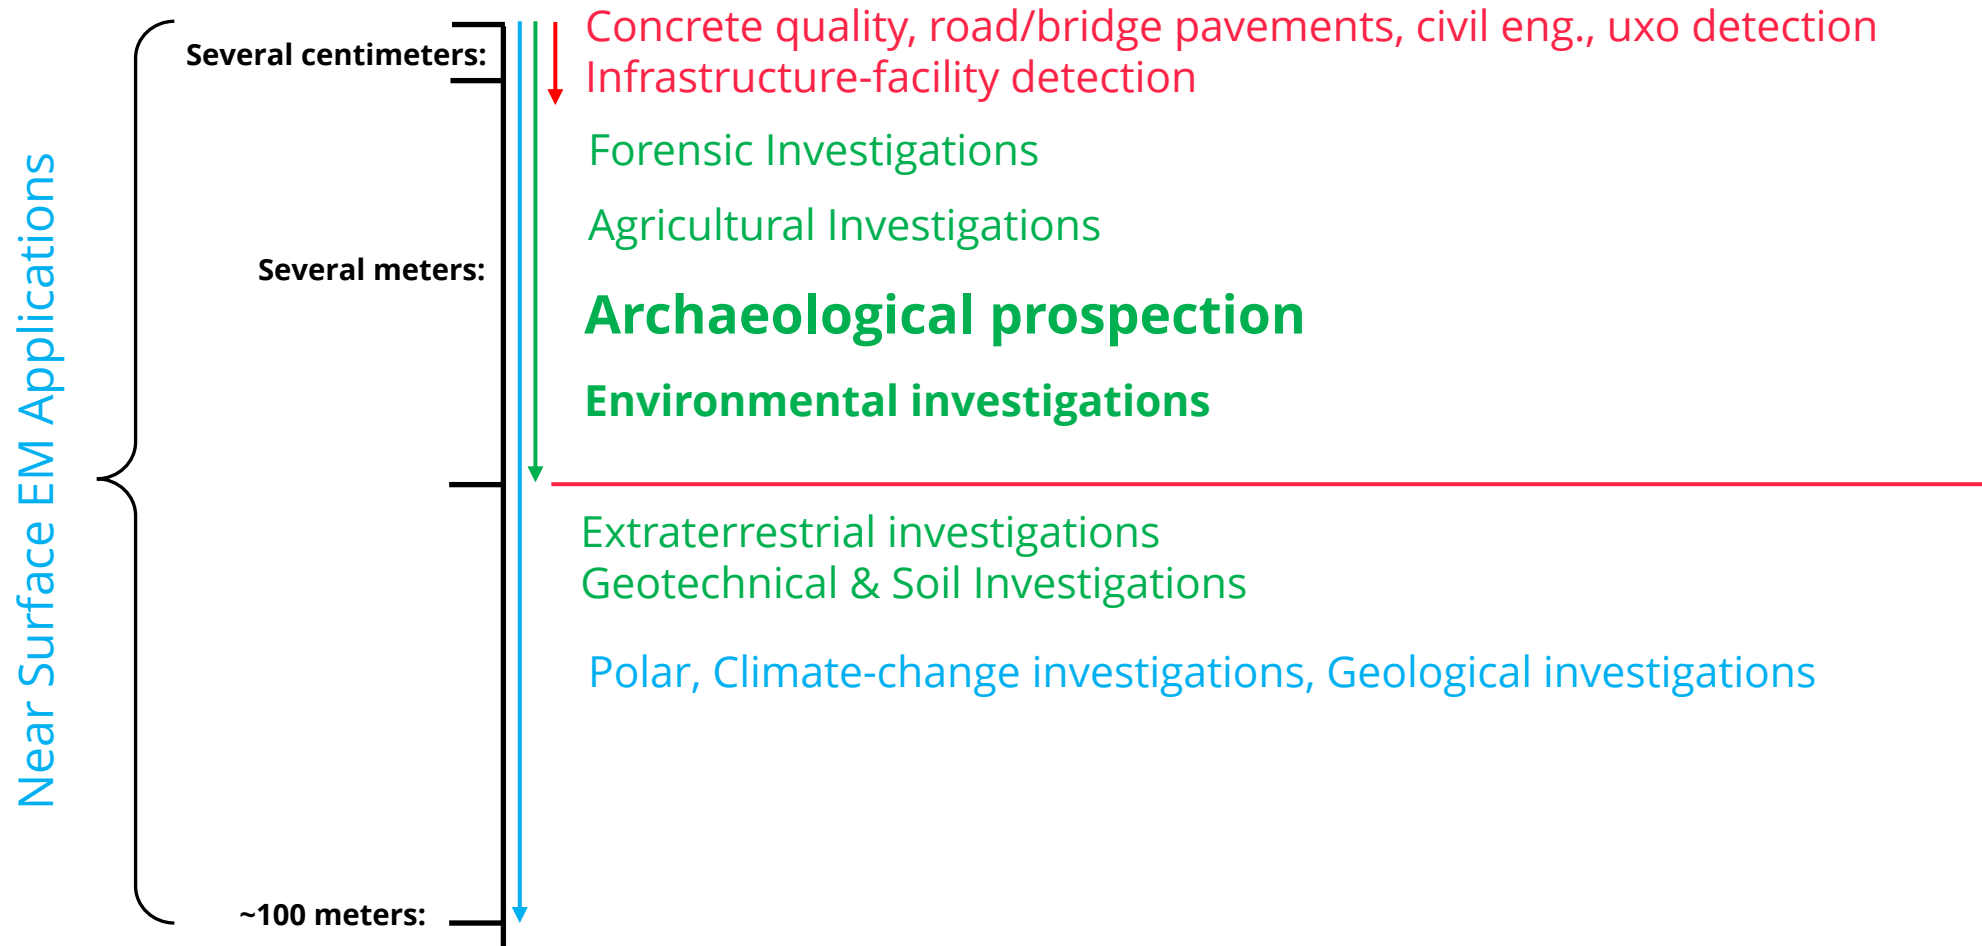 Near Surface EM Applications
Several centimeters:
Concrete quality, road/bridge pavements, civil eng., uxo detection
Infrastructure-facility detection
Forensic Investigations
Agricultural Investigations
Several meters:
Archaeological prospection
Environmental investigations
Extraterrestrial investigations
Geotechnical & Soil Investigations
Polar, Climate-change investigations, Geological investigations
~100 meters: